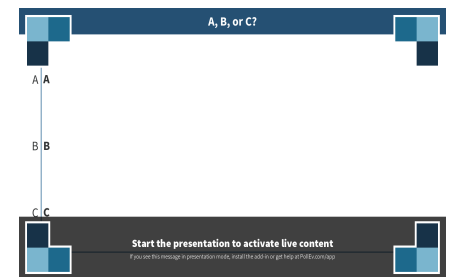 A, B, or C?
A A
B B
C C
Start the presentation to activate live content
If you see this message in presentation mode, install the add-in or get help at PollEv.com/app